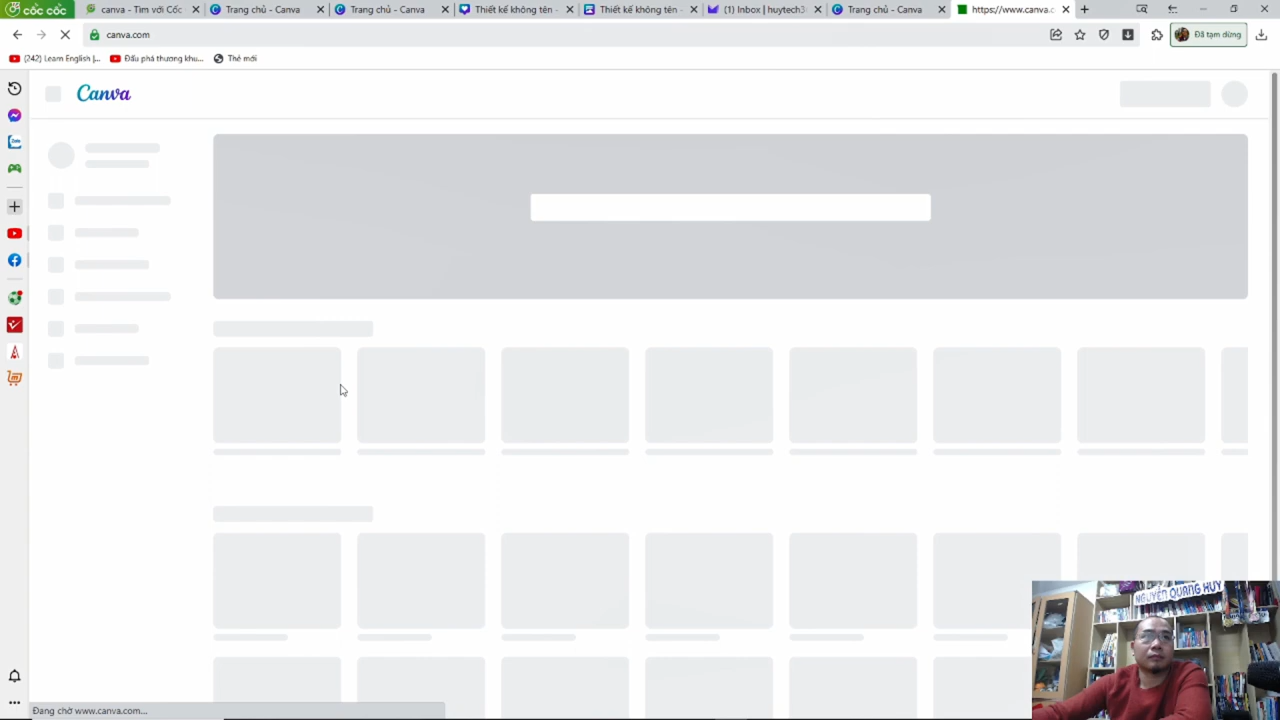 cốc cốc
canva - Tìm với Cốc
Trang chủ - Canva
Trang chủ - Canva
Thiết kế không tên -
Thiết kế không tên -
(1) Inbox | huytech3
Trang chủ - Canva
https://www.canva.c
canva.com
Đã tạm dừng
(242) Learn English |...
Đấu phá thương khu...
Thẻ mới
Canva
Zalo
NGUYỄN QUANG HUY
Đang chờ www.canva.com...